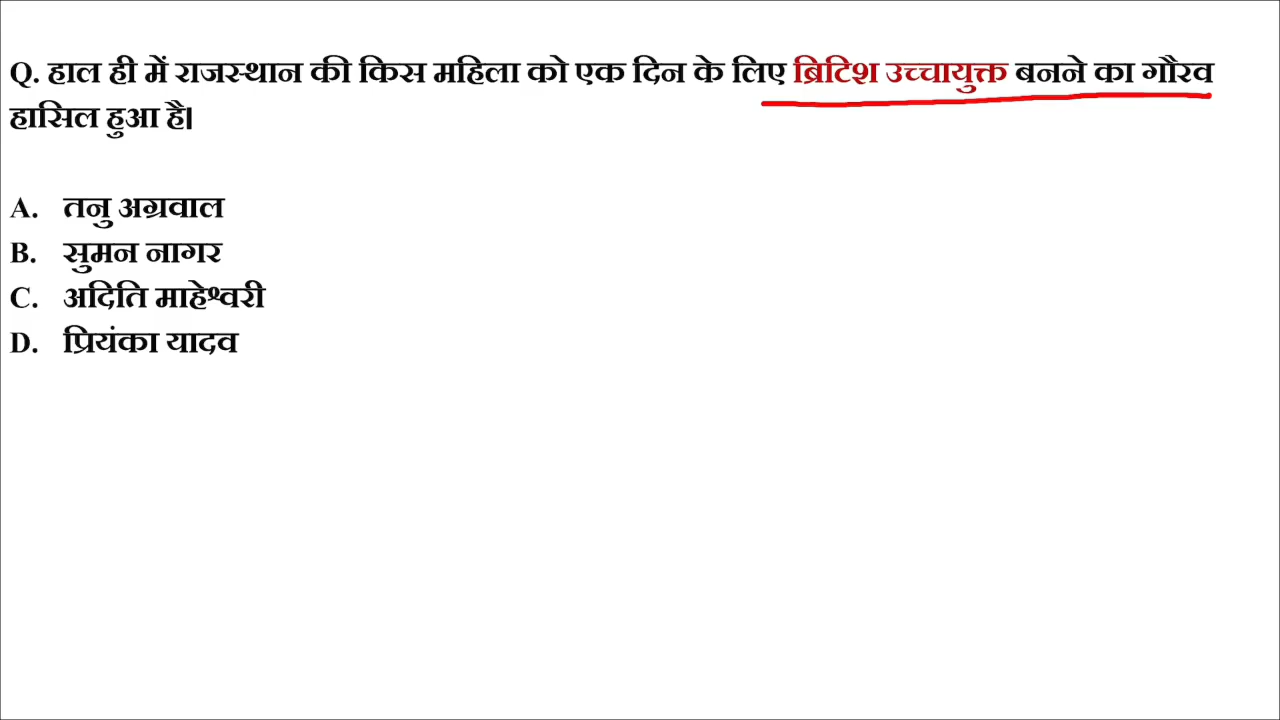 Q. हाल ही में राजस्थान की किस महिला को एक दिन के लिए ब्रिटिश उच्चायुक्त बनने का गौरव
हासिल हुआ है।
A. तनु अग्रवाल
B. सुमन नागर
C. अदिति माहेश्वरी
D. प्रियंका यादव